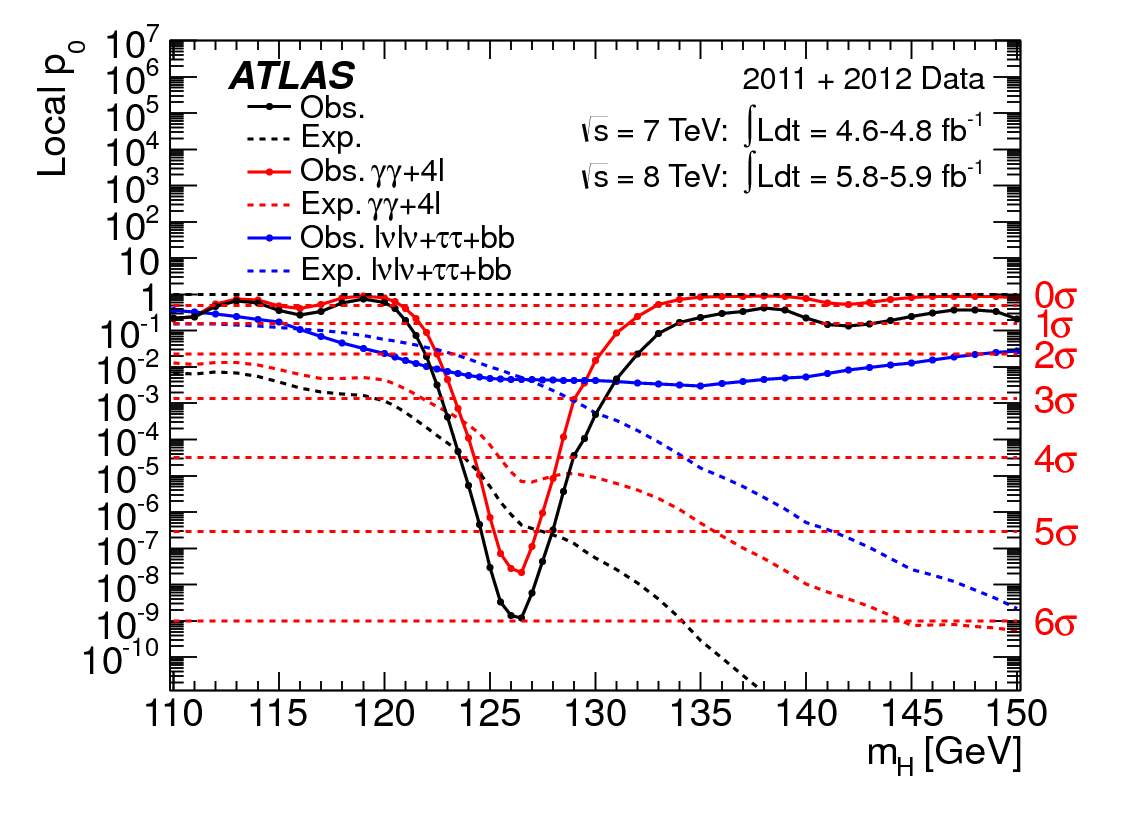 Local p₀
10⁷
10⁶
10⁵
10⁴
10³
10²
10
1
10⁻¹
10⁻²
10⁻³
10⁻⁴
10⁻⁵
10⁻⁶
10⁻⁷
10⁻⁸
10⁻⁹
10⁻¹⁰
ATLAS
Obs.
Exp.
Obs. γγ+4l
Exp. γγ+4l
Obs. lνlν+ττ+bb
Exp. lνlν+ττ+bb
2011 + 2012 Data
√s = 7 TeV: ∫Ldt = 4.6-4.8 fb⁻¹
√s = 8 TeV: ∫Ldt = 5.8-5.9 fb⁻¹
0σ
1σ
2σ
3σ
4σ
5σ
6σ
110 115 120 125 130 135 140 145 150
m_H [GeV]